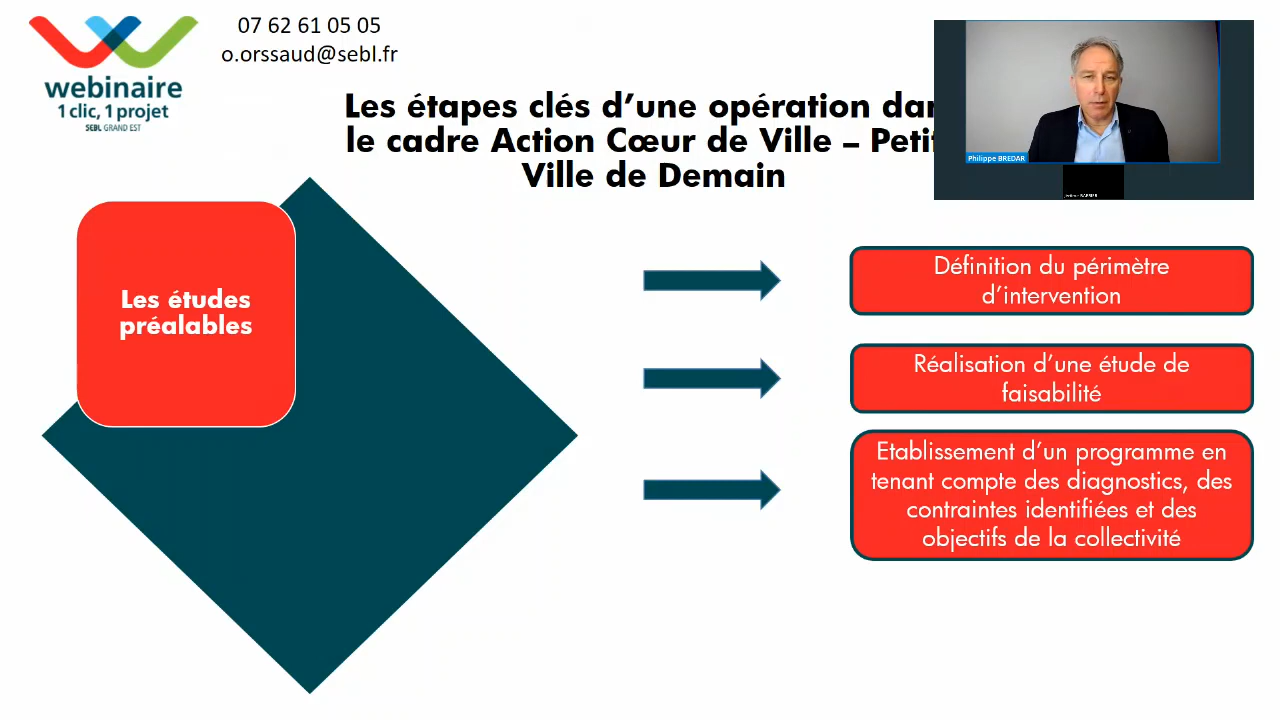 07 62 61 05 05
o.orssaud@sebl.fr
webinaire
1 clic, 1 projet
SEBL GRAND EST
Les étapes clés d’une opération dan
le cadre Action Cœur de Ville – Petit
Ville de Demain
Philippe BREDAR
Les études
préalables
Définition du périmètre
d’intervention
Réalisation d’une étude de
faisabilité
Etablissement d’un programme en
tenant compte des diagnostics, des
contraintes identifiées et des
objectifs de la collectivité